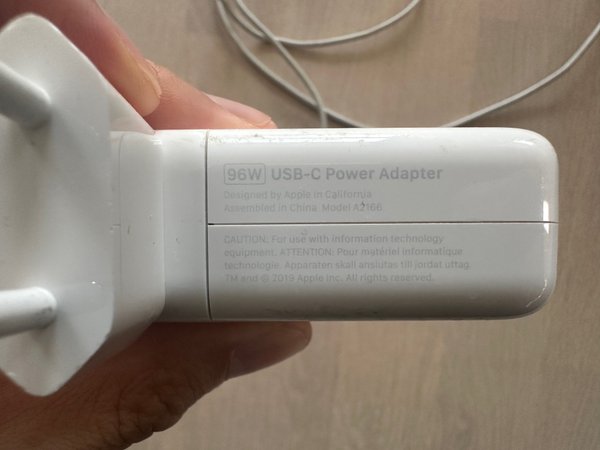 96W USB-C Power Adapter
Designed by Apple in California
Assembled in China Model A2166
CAUTION: For use with information technology
equipment. ATTENTION: Pour matériel informatique
technologie. Apparaten skall anslutas till jordat uttag.
TM and © 2019 Apple Inc. All rights reserved.